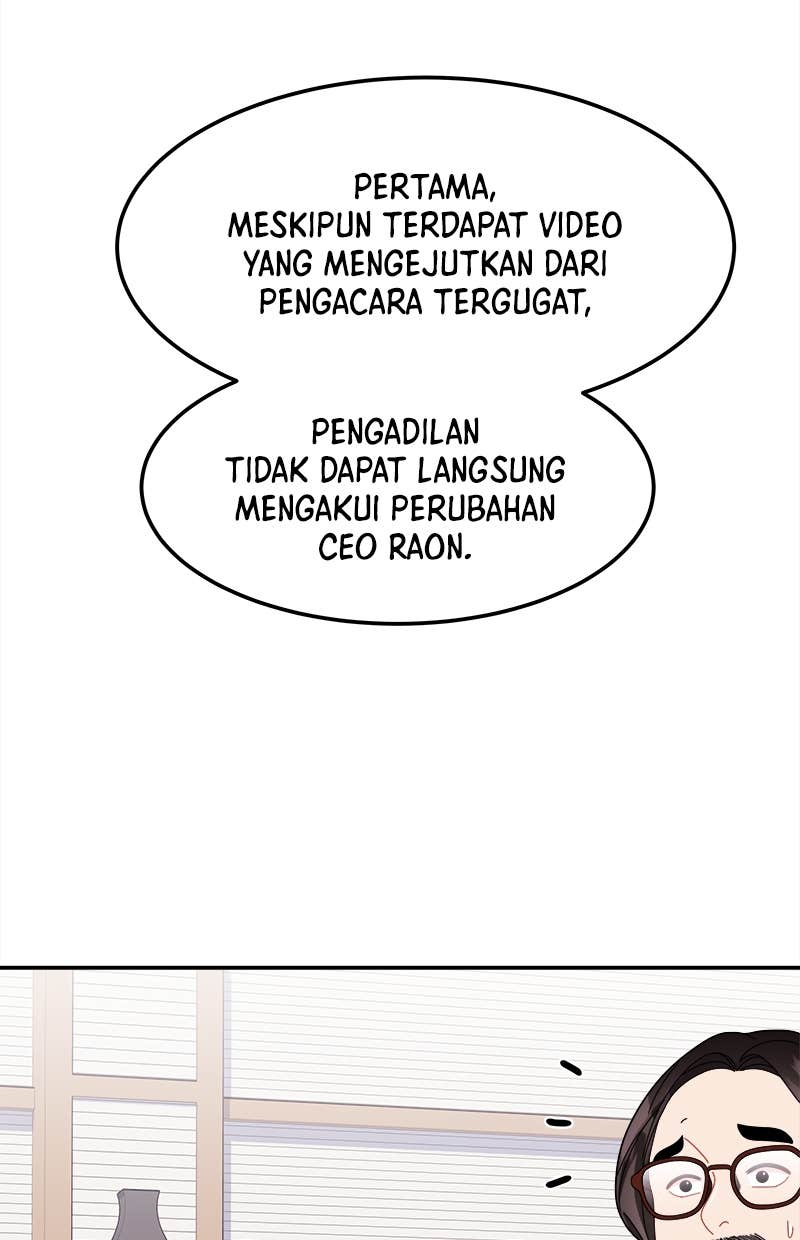 PERTAMA,
MESKIPUN TERDAPAT VIDEO
YANG MENGEJUTKAN DARI
PENGACARA TERGUGAT,
PENGADILAN
TIDAK DAPAT LANGSUNG
MENGAKUI PERUBAHAN
CEO RAON.